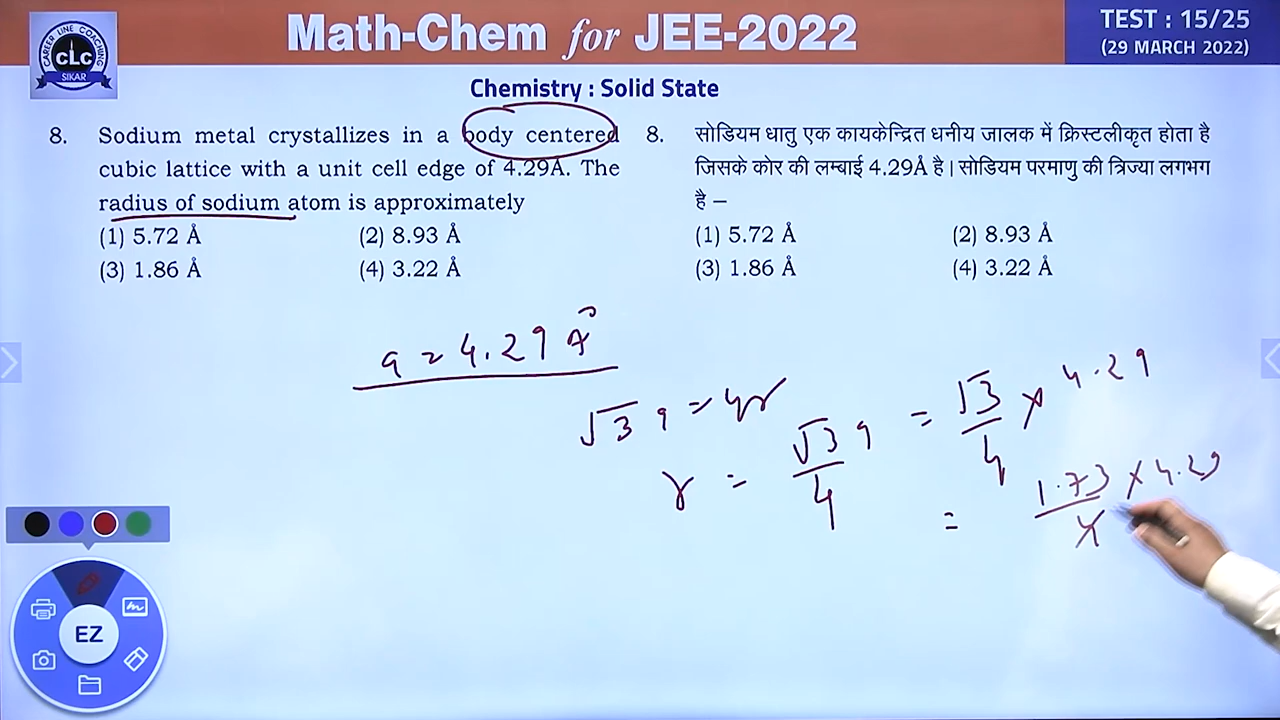 Math-Chem for JEE-2022
TEST : 15/25
(29 MARCH 2022)
CAREER LINE COACHING
CLC
SIKAR
Chemistry : Solid State
8. Sodium metal crystallizes in a body centered
cubic lattice with a unit cell edge of 4.29Å. The
radius of sodium atom is approximately
(1) 5.72 Å (2) 8.93 Å
(3) 1.86 Å (4) 3.22 Å
8. सोडियम धातु एक कायकेन्द्रित धनीय जालक में क्रिस्टलीकृत होता है
जिसके कोर की लम्बाई 4.29Å है। सोडियम परमाणु की त्रिज्या लगभग
है –
(1) 5.72 Å (2) 8.93 Å
(3) 1.86 Å (4) 3.22 Å
a = 4.29 Å
√3 a = 4r
r = √3/4 a = √3/4 × 4.29
= 1.73 × 4.29 / 4
EZ